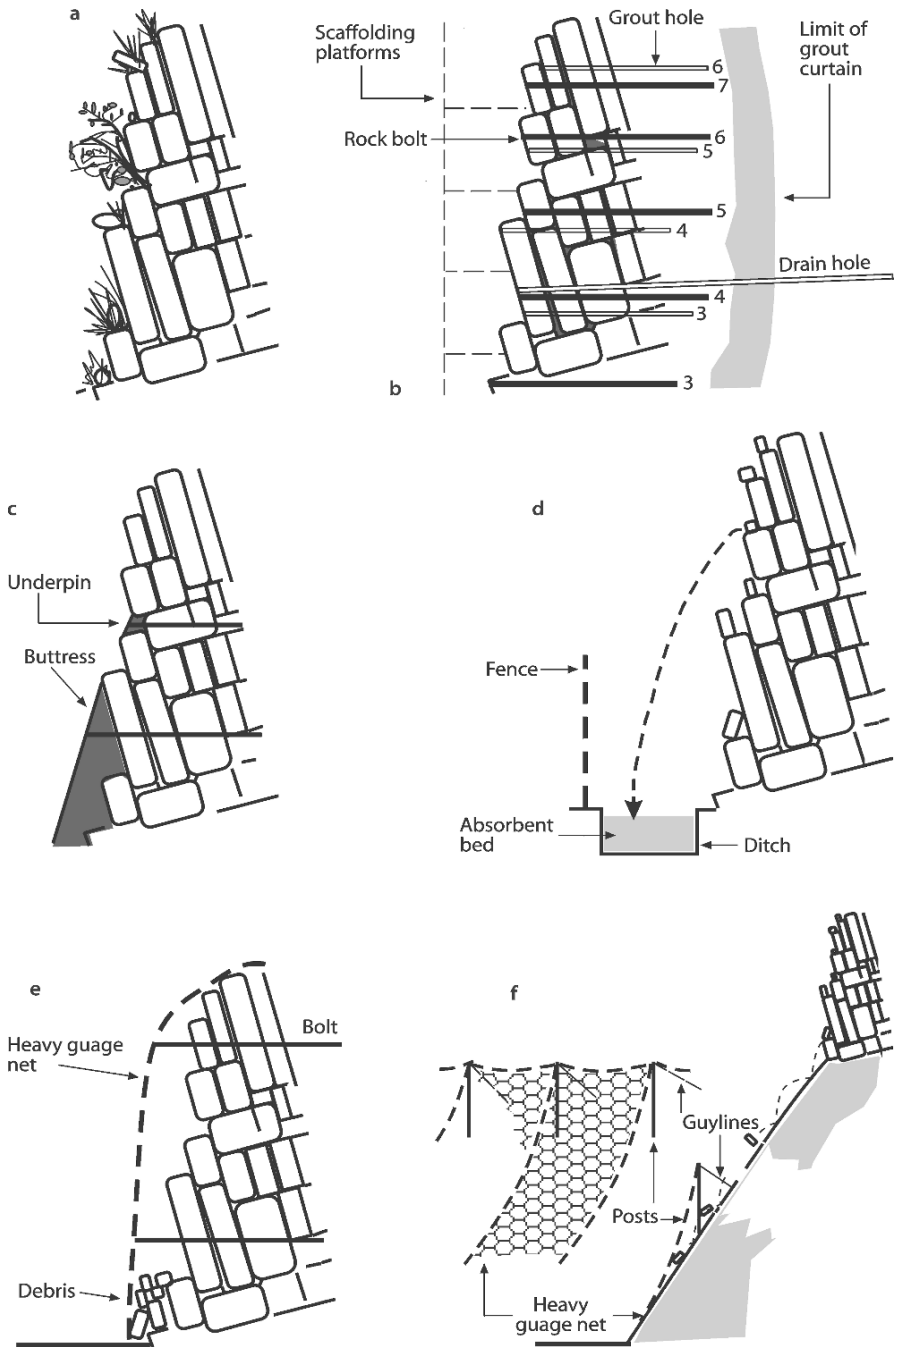 a
Scaffolding
platforms
Grout hole
Limit of
grout
curtain
6
7
Rock bolt
6
5
5
4
Drain hole
4
3
3
b
c
d
Underpin
Buttress
Fence
Absorbent
bed
Ditch
e
f
Bolt
Heavy guage
net
Guylines
Posts
Debris
Heavy
guage net